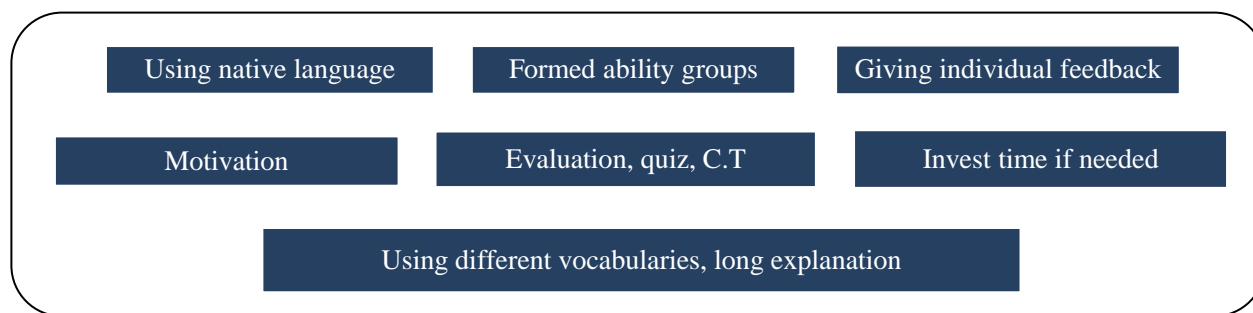 Using native language
Formed ability groups
Giving individual feedback
Motivation
Evaluation, quiz, C.T
Invest time if needed
Using different vocabularies, long explanation